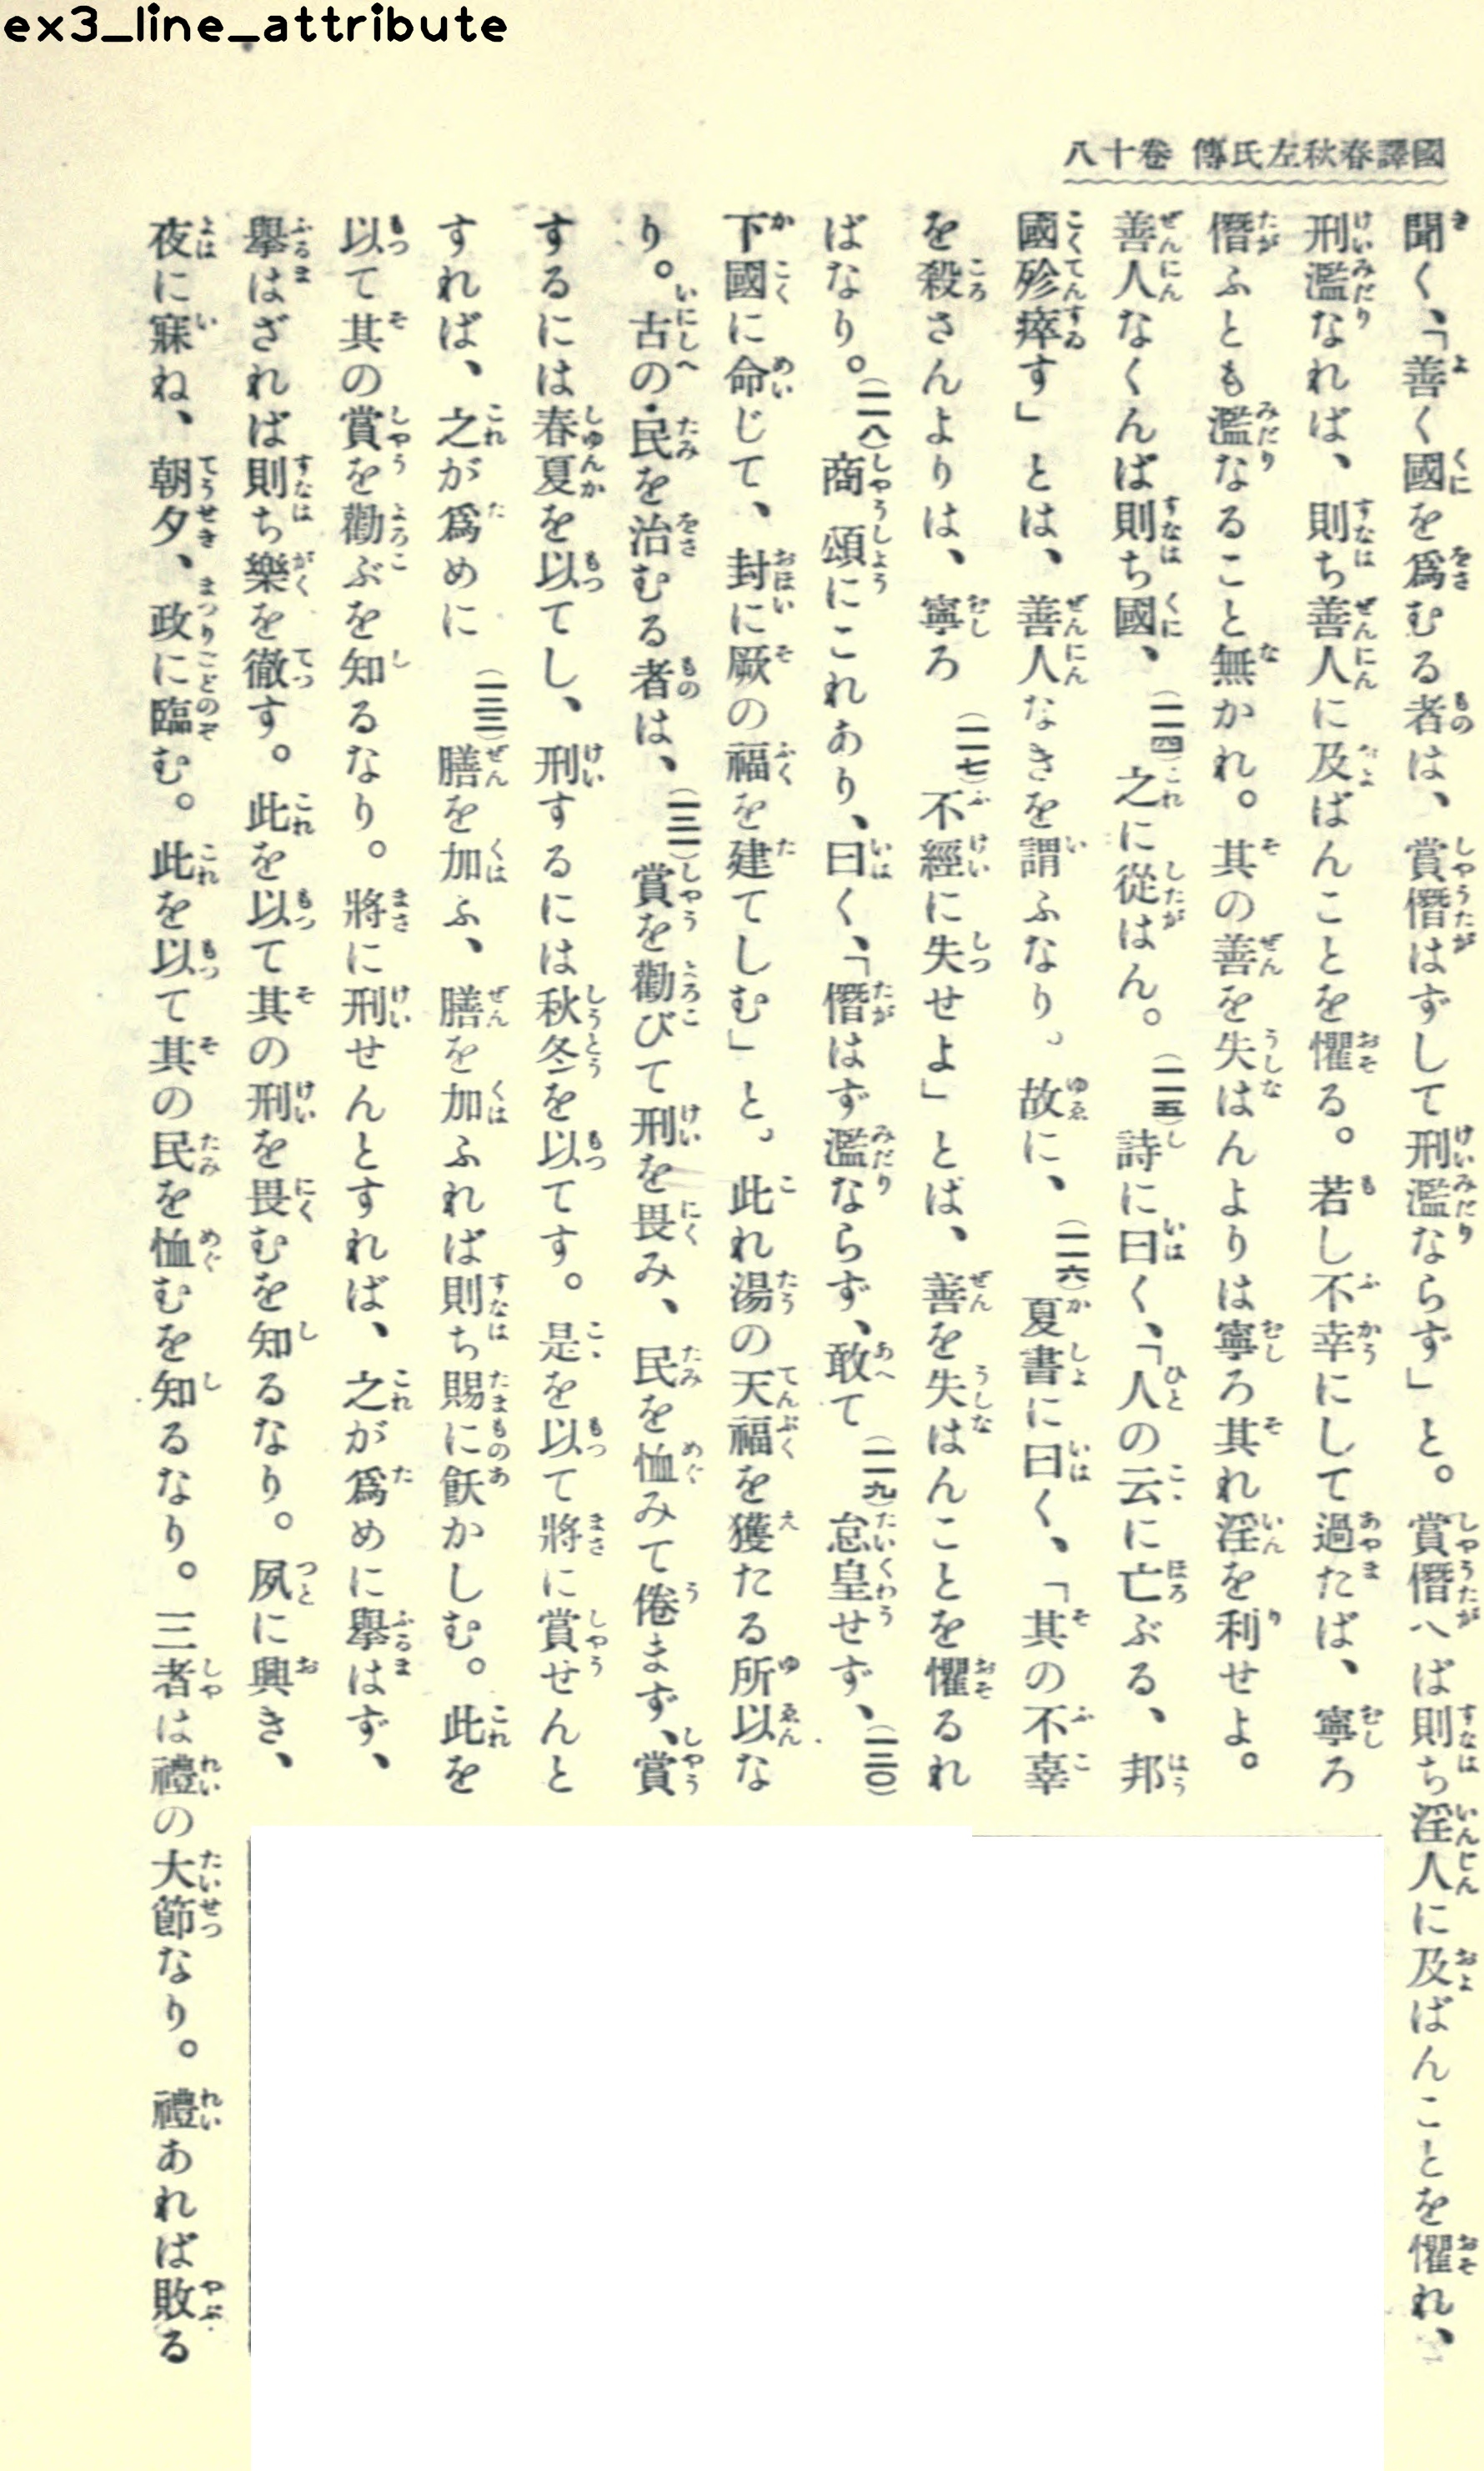 ex3_line_attribute
國譯春秋左氏傳 卷十八
聞く、「善く國を爲むる者は、賞僭はずして刑濫ならず」と。賞僭へば則ち淫人に及ばんことを懼れ、
刑濫なれば、則ち善人に及ばんことを懼る。若し不幸にして過たば、寧ろ
僭ふとも濫なること無かれ。其の善を失はんよりは寧ろ其れ淫を利せよ。
善人なくんば則ち國、(一一四)之に從はん。(一一五)詩に曰く、「人の云に亡ぶる、邦
國殄瘁す」とは、善人なきを謂ふなり。故に、(一一六)夏書に曰く、「其の不辜
を殺さんよりは、寧ろ(一一七)不經に失せよ」とは、善を失はんことを懼るれ
ばなり。(一一八)商頌にこれあり、曰く、「僭はず濫ならず、敢て(一一九)怠皇せず、(一二〇)
下國に命じて、封に厥の福を建てしむ」と。此れ湯の天福を獲たる所以な
り。古の民を治むる者は、(一二一)賞を勸びて刑を畏み、民を恤みて倦まず、賞
するには春夏を以てし、刑するには秋冬を以てす。是を以て將に賞せんと
すれば、之が爲めに(一二二)膳を加ふ、膳を加ふれば則ち賜に飫かしむ。此を
以て其の賞を勸ぶを知るなり。將に刑せんとすれば、之が爲めに擧はず、
擧はざれば則ち樂を徹す。此を以て其の刑を畏むを知るなり。夙に興き、
夜に寐ね、朝夕、政に臨む。此を以て其の民を恤むを知るなり。三者は禮の大節なり。禮あれば敗る